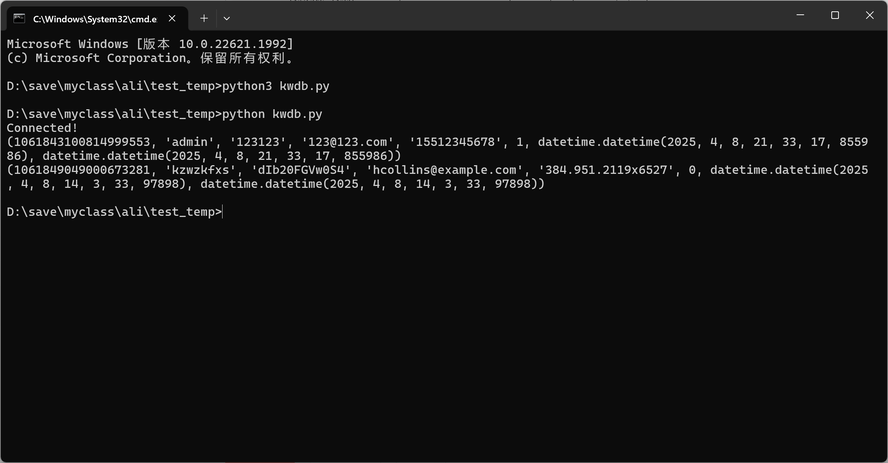 C:\Windows\System32\cmd.e
Microsoft Windows [版本 10.0.22621.1992]
(c) Microsoft Corporation。保留所有权利。
D:\save\myclass\ali\test_temp>python3 kwdb.py
D:\save\myclass\ali\test_temp>python kwdb.py
Connected!
(1061843100814999553, 'admin', '123123', '123@123.com', '15512345678', 1, datetime.datetime(2025, 4, 8, 21, 33, 17, 8559
86), datetime.datetime(2025, 4, 8, 21, 33, 17, 855986))
(1061849049000673281, 'kzwzkfxs', 'dIb20FGVw0S4', 'hcollins@example.com', '384.951.2119x6527', 0, datetime.datetime(2025
, 4, 8, 14, 3, 33, 97898), datetime.datetime(2025, 4, 8, 14, 3, 33, 97898))
D:\save\myclass\ali\test_temp>